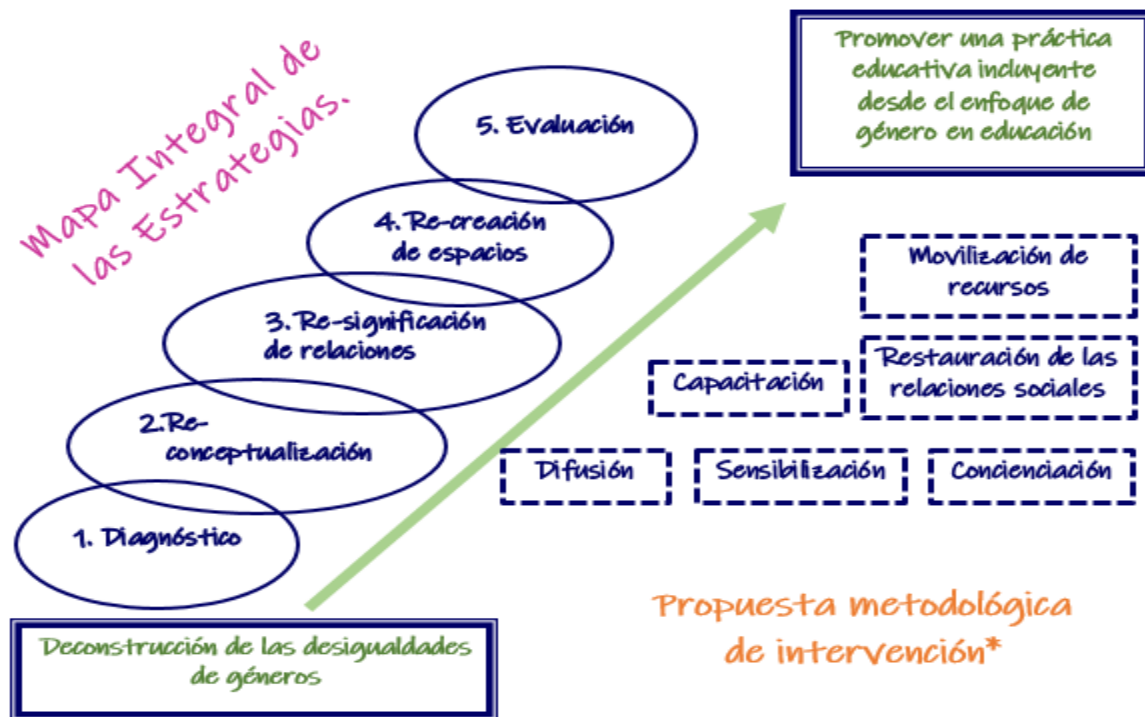 Mapa Integral de
las Estrategias.
Promover una práctica
educativa incluyente
desde el enfoque de
género en educación
5. Evaluación
4. Re-creación
de espacios
3. Re-significación
de relaciones
2.Re-
conceptualización
1. Diagnóstico
Movilización de
recursos
Capacitación
Restauración de las
relaciones sociales
Difusión
Sensibilización
Concienciación
Deconstrucción de las desigualdades
de géneros
Propuesta metodológica
de intervención*